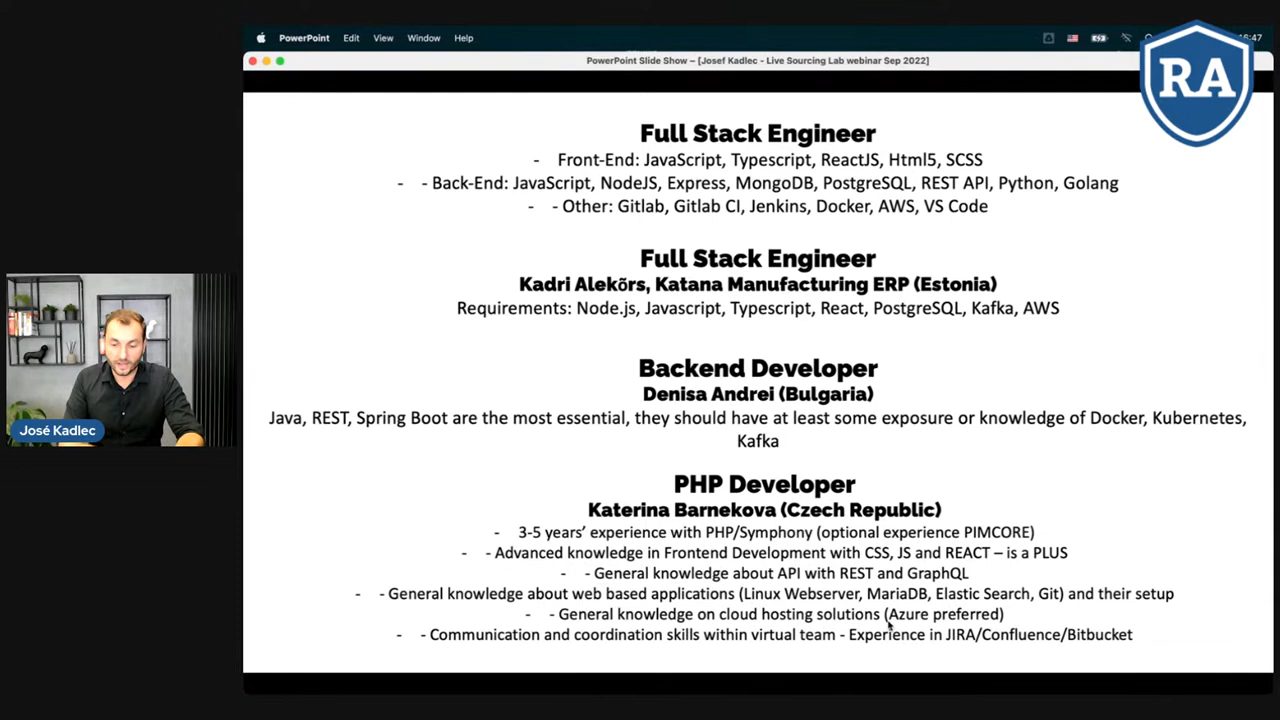 PowerPoint Edit View Window Help
:47
PowerPoint Slide Show – [Josef Kadlec - Live Sourcing Lab webinar Sep 2022]
RA
Full Stack Engineer
- Front-End: JavaScript, Typescript, ReactJS, Html5, SCSS
- - Back-End: JavaScript, NodeJS, Express, MongoDB, PostgreSQL, REST API, Python, Golang
- - Other: Gitlab, Gitlab CI, Jenkins, Docker, AWS, VS Code
Full Stack Engineer
Kadri Alekõrs, Katana Manufacturing ERP (Estonia)
Requirements: Node.js, Javascript, Typescript, React, PostgreSQL, Kafka, AWS
Backend Developer
Denisa Andrei (Bulgaria)
Java, REST, Spring Boot are the most essential, they should have at least some exposure or knowledge of Docker, Kubernetes,
Kafka
PHP Developer
Katerina Barnekova (Czech Republic)
- 3-5 years’ experience with PHP/Symphony (optional experience PIMCORE)
- - Advanced knowledge in Frontend Development with CSS, JS and REACT – is a PLUS
- - General knowledge about API with REST and GraphQL
- - General knowledge about web based applications (Linux Webserver, MariaDB, Elastic Search, Git) and their setup
- - General knowledge on cloud hosting solutions (Azure preferred)
- - Communication and coordination skills within virtual team - Experience in JIRA/Confluence/Bitbucket
José Kadlec